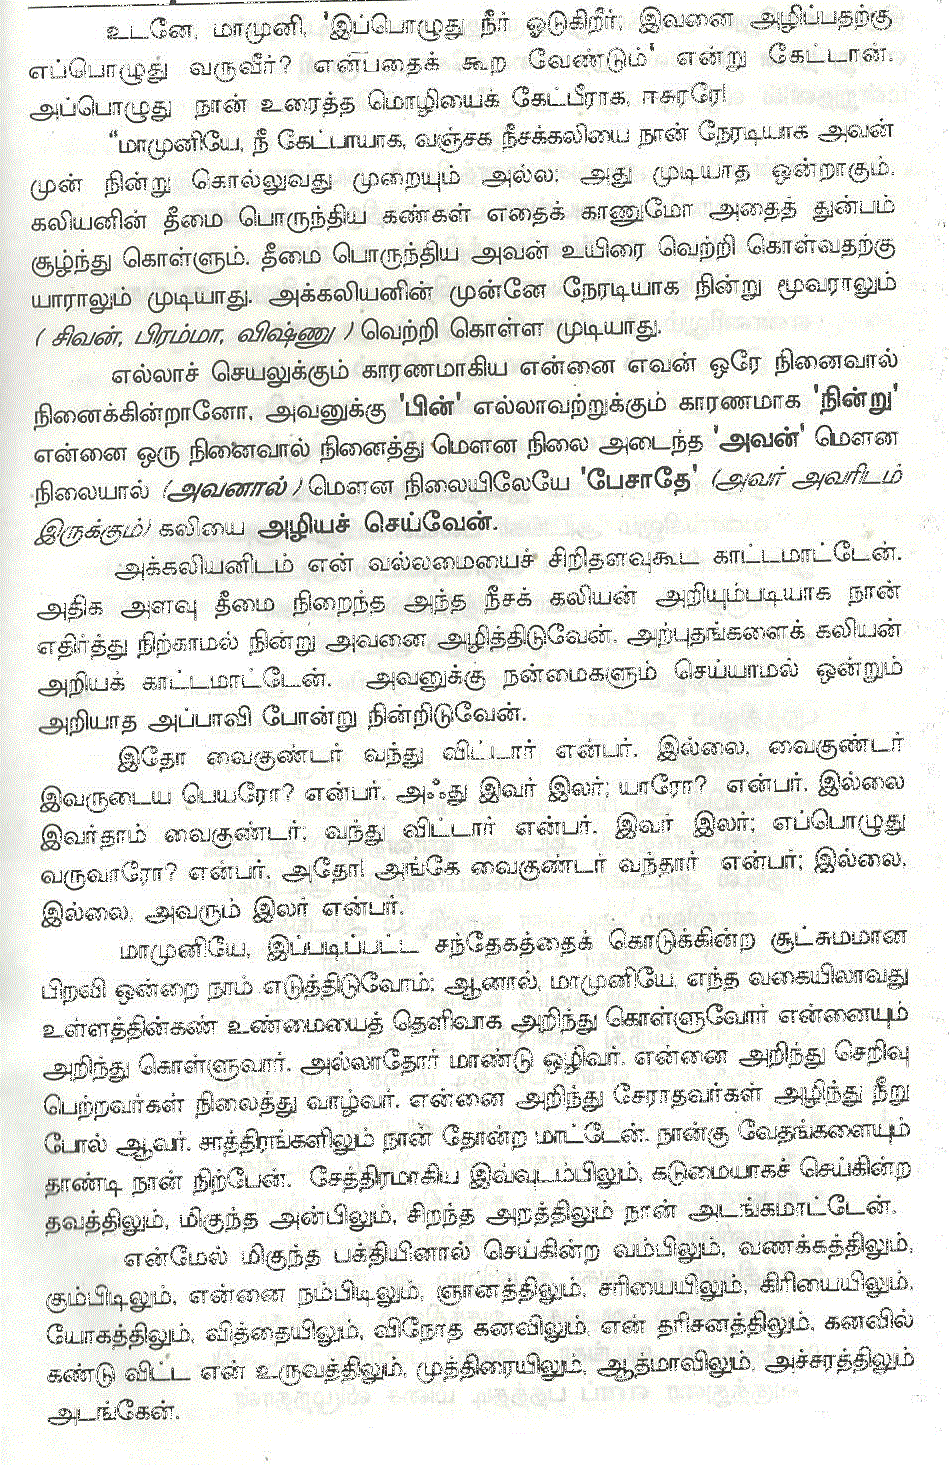 உடனே, மாமுனி, 'இப்பொழுது நீர் ஓடுகிறீர்; இவனை அழிப்பதற்கு
எப்பொழுது வருவீர்? என்பதைக் கூற வேண்டும்' என்று கேட்டான்.
அப்பொழுது நான் உரைத்த மொழியைக் கேட்பீராக, ஈசுரரே!
"மாமுனியே, நீ கேட்பாயாக, வஞ்சக நீசக்கலியை நான் நேரடியாக அவன்
முன் நின்று கொல்லுவது முறையும் அல்ல; அது முடியாத ஒன்றாகும்.
கலியனின் தீமை பொருந்திய கண்கள் எதைக் காணுமோ அதைத் துன்பம்
சூழ்ந்து கொள்ளும். தீமை பொருந்திய அவன் உயிரை வெற்றி கொள்வதற்கு
யாராலும் முடியாது. அக்கலியனின் முன்னே நேரடியாக நின்று மூவராலும்
( சிவன், பிரம்மா, விஷ்ணு ) வெற்றி கொள்ள முடியாது.
எல்லாச் செயலுக்கும் காரணமாகிய என்னை எவன் ஒரே நினைவால்
நினைக்கின்றானோ, அவனுக்கு 'பின்' எல்லாவற்றுக்கும் காரணமாக 'நின்று'
என்னை ஒரு நினைவால் நினைத்து மௌன நிலை அடைந்த 'அவன்' மௌன
நிலையால் (அவனால் ) மௌன நிலையிலேயே 'பேசாதே' (அவர் அவரிடம்
இருக்கும்) கலியை அழியச் செய்வேன்.
அக்கலியனிடம் என் வல்லமையைச் சிறிதளவுகூட காட்டமாட்டேன்.
அதிக அளவு தீமை நிறைந்த அந்த நீசக் கலியன் அறியும்படியாக நான்
எதிர்த்து நிற்காமல் நின்று அவனை அழித்திடுவேன். அற்புதங்களைக் கலியன்
அறியக் காட்டமாட்டேன். அவனுக்கு நன்மைகளும் செய்யாமல் ஒன்றும்
அறியாத அப்பாவி போன்று நின்றிடுவேன்.
இதோ வைகுண்டர் வந்து விட்டார் என்பர். இல்லை, வைகுண்டர்
இவருடைய பெயரோ? என்பர். அஃது இவர் இலர்; யாரோ? என்பர். இல்லை
இவர்தாம் வைகுண்டர்; வந்து விட்டார் என்பர். இவர் இலர்; எப்பொழுது
வருவாரோ? என்பர். அதோ! அங்கே வைகுண்டர் வந்தார் என்பர்; இல்லை,
இல்லை, அவரும் இலர் என்பர்.
மாமுனியே, இப்படிப்பட்ட சந்தேகத்தைக் கொடுக்கின்ற சூட்சுமமான
பிறவி ஒன்றை நாம் எடுத்திடுவோம்; ஆனால், மாமுனியே, எந்த வகையிலாவது
உள்ளத்தின்கண் உண்மையைத் தெளிவாக அறிந்து கொள்ளுவோர் என்னையும்
அறிந்து கொள்ளுவார். அல்லாதோர் மாண்டு ஒழிவர். என்னை அறிந்து செறிவு
பெற்றவர்கள் நிலைத்து வாழ்வர். என்னை அறிந்து சேராதவர்கள் அழிந்து நீறு
போல் ஆவர். சாத்திரங்களிலும் நான் தோன்ற மாட்டேன். நான்கு வேதங்களையும்
தாண்டி நான் நிற்பேன். சேத்திரமாகிய இவ்வுடம்பிலும், கடுமையாகச் செய்கின்ற
தவத்திலும், மிகுந்த அன்பிலும், சிறந்த அறத்திலும் நான் அடங்கமாட்டேன்.
என்மேல் மிகுந்த பக்தியினால் செய்கின்ற வம்பிலும், வணக்கத்திலும்,
கும்பிடிலும், என்னை நம்பிடிலும், ஞானத்திலும், சரியையிலும், கிரியையிலும்,
யோகத்திலும், வித்தையிலும், விநோத கனவிலும், என் தரிசனத்திலும், கனவில்
கண்டு விட்ட என் உருவத்திலும், முத்திரையிலும், ஆத்மாவிலும், அச்சரத்திலும்
அடங்கேன்.